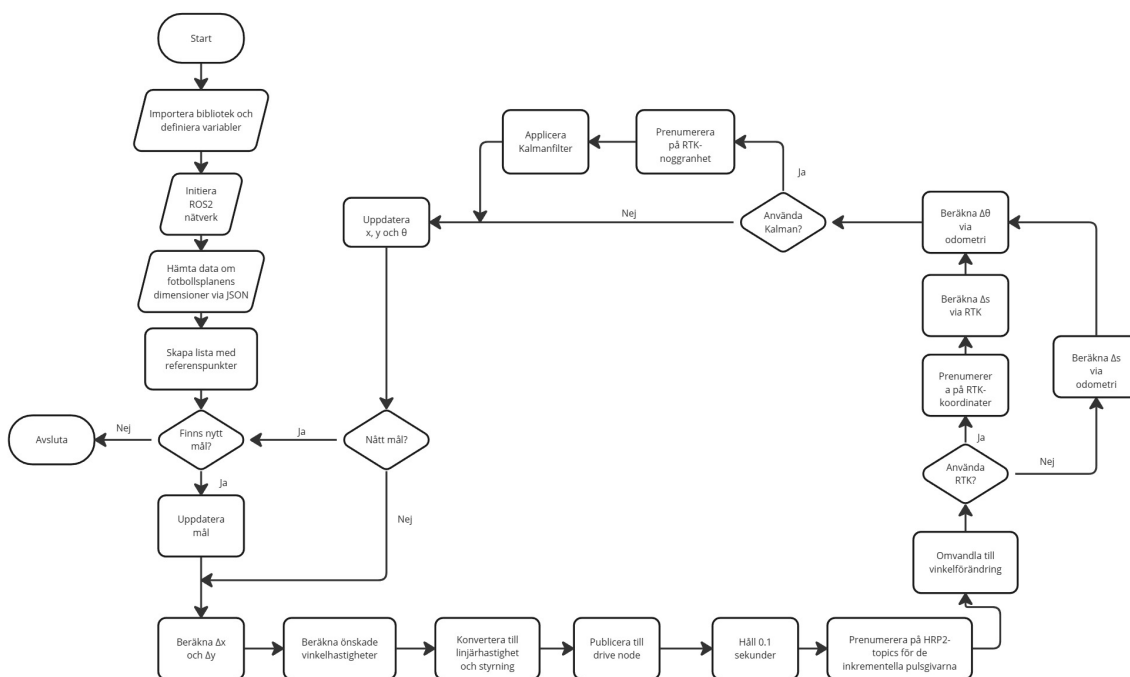 Start
Importera bibliotek och
definiera variabler
Initiera
ROS2
nätverk
Hämta data om
fotbollsplanens
dimensioner via JSON
Skapa lista med
referenspunkter
Finns nytt
mål?
Nej
Avsluta
Ja
Uppdatera
mål
Beräkna Δx
och Δy
Beräkna önskade
vinkelhastigheter
Konvertera till
linjärhastighet
och styrning
Publicera till
drive node
Håll 0.1
sekunder
Prenumerera på HRP2-
topics för de
inkrementella pulsgivarna
Omvandla till
vinkelförändring
Använda
RTK?
Ja
Nej
Prenumerer
a på RTK-
koordinater
Beräkna Δs
via RTK
Beräkna Δs
via
odometri
Beräkna Δθ
via
odometri
Använda
Kalman?
Ja
Nej
Prenumerera
på RTK-
noggranhet
Applicera
Kalmanfilter
Uppdatera
x, y och θ
Nått mål?
Ja
Nej